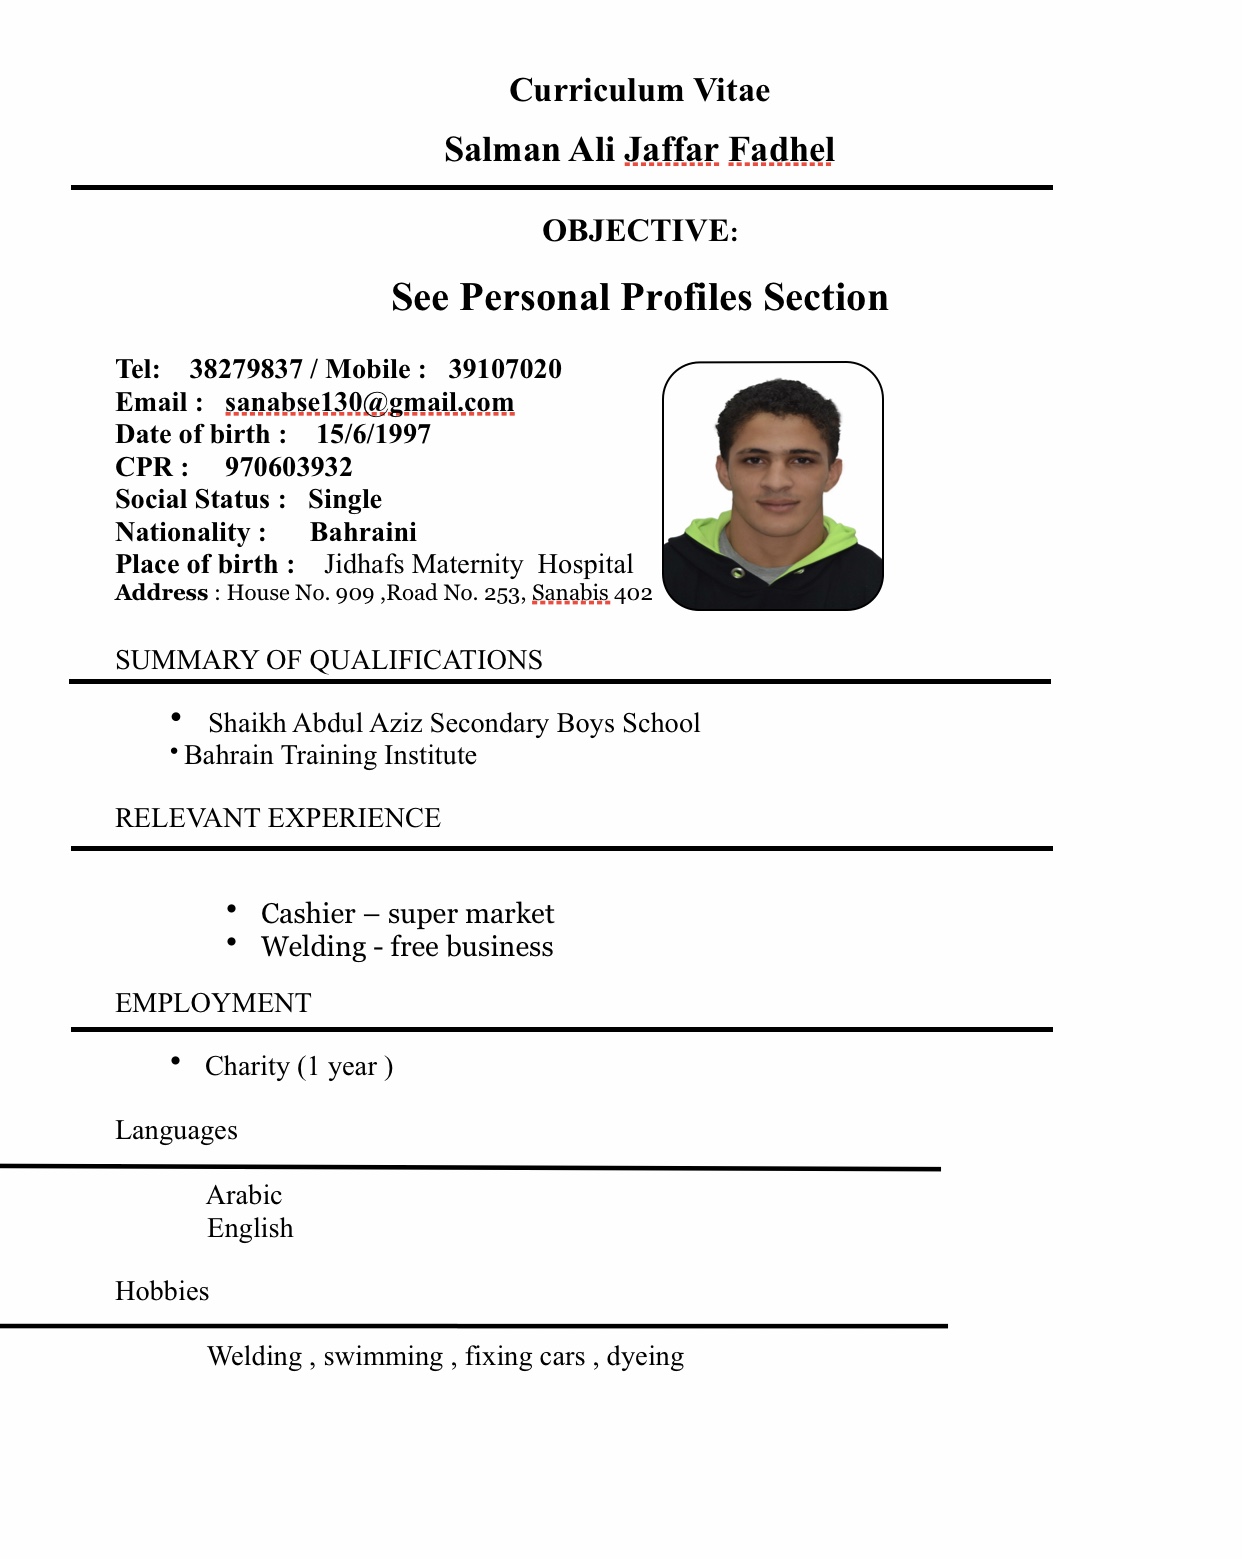 Curriculum Vitae
Salman Ali Jaffar Fadhel
OBJECTIVE:
See Personal Profiles Section
Tel: 38279837 / Mobile : 39107020
Email : sanabse130@gmail.com
Date of birth : 15/6/1997
CPR : 970603932
Social Status : Single
Nationality : Bahraini
Place of birth : Jidhafs Maternity Hospital
Address : House No. 909 ,Road No. 253, Sanabis 402
SUMMARY OF QUALIFICATIONS
• Shaikh Abdul Aziz Secondary Boys School
• Bahrain Training Institute
RELEVANT EXPERIENCE
• Cashier – super market
• Welding - free business
EMPLOYMENT
• Charity (1 year )
Languages
Arabic
English
Hobbies
Welding , swimming , fixing cars , dyeing